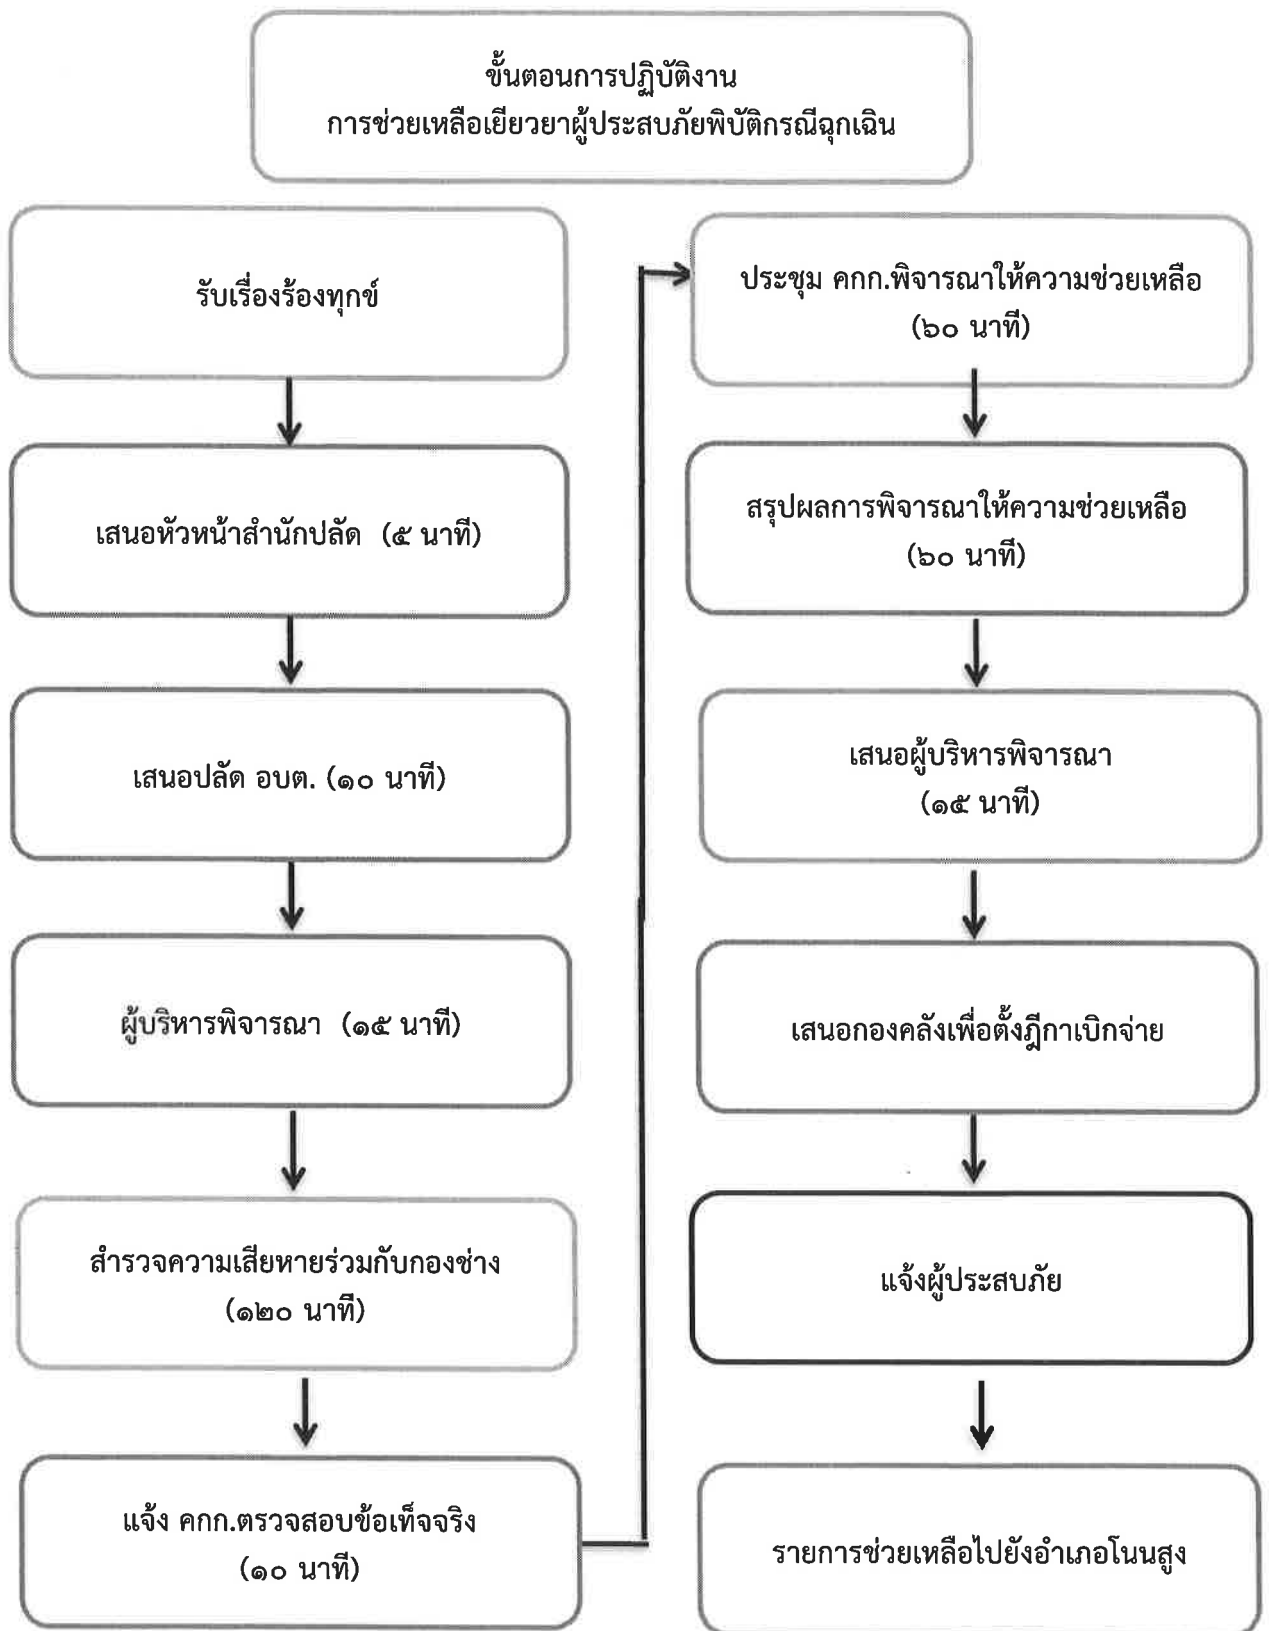 ขั้นตอนการปฏิบัติงาน
การช่วยเหลือเยียวยาผู้ประสบภัยพิบัติกรณีฉุกเฉิน
รับเรื่องร้องทุกข์
เสนอหัวหน้าสำนักปลัด (๕ นาที)
เสนอปลัด อบต. (๑๐ นาที)
ผู้บริหารพิจารณา (๑๕ นาที)
สำรวจความเสียหายร่วมกับกองช่าง
(๑๒๐ นาที)
แจ้ง คกก.ตรวจสอบข้อเท็จจริง
(๑๐ นาที)
ประชุม คกก.พิจารณาให้ความช่วยเหลือ
(๖๐ นาที)
สรุปผลการพิจารณาให้ความช่วยเหลือ
(๖๐ นาที)
เสนอผู้บริหารพิจารณา
(๑๕ นาที)
เสนอกองคลังเพื่อตั้งฎีกาเบิกจ่าย
แจ้งผู้ประสบภัย
รายการช่วยเหลือไปยังอำเภอโนนสูง